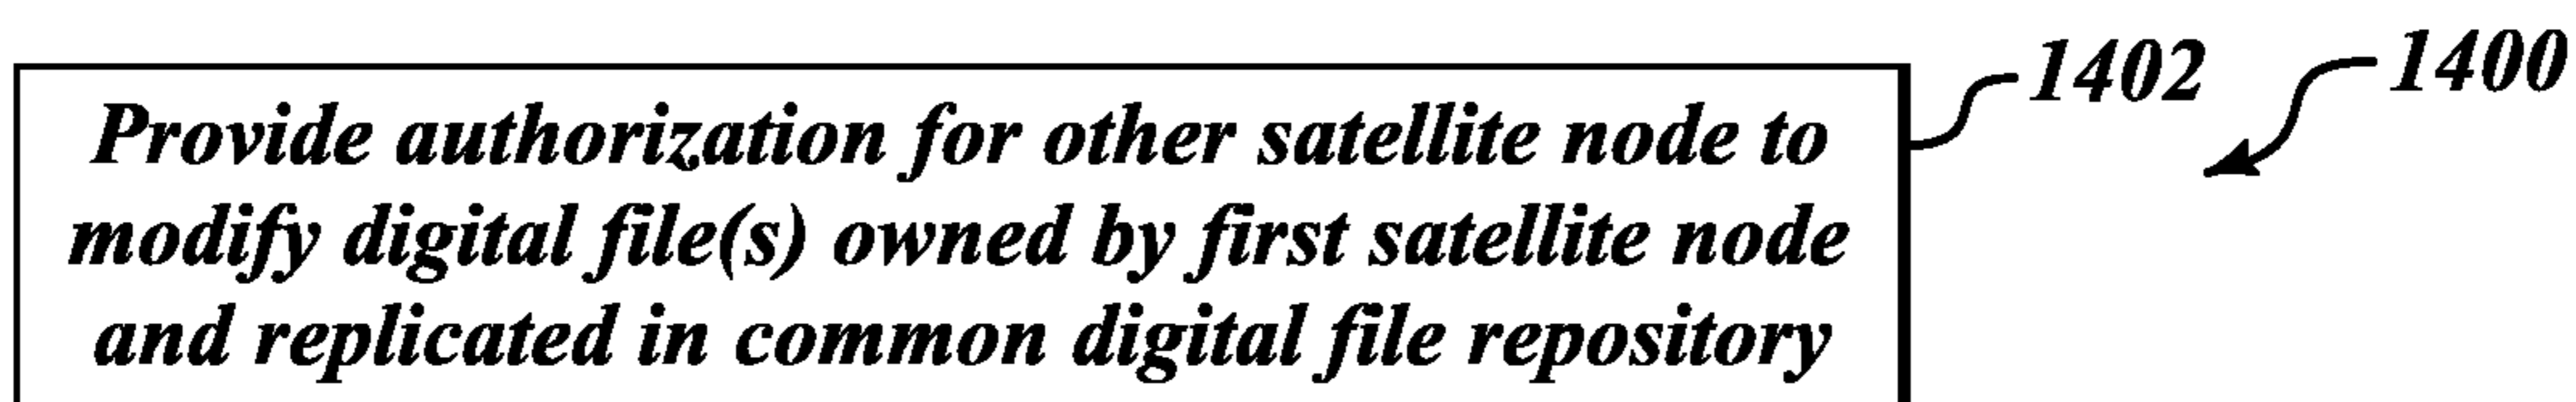 1402
1400
Provide authorization for other satellite node to
modify digital file(s) owned by first satellite node
and replicated in common digital file repository